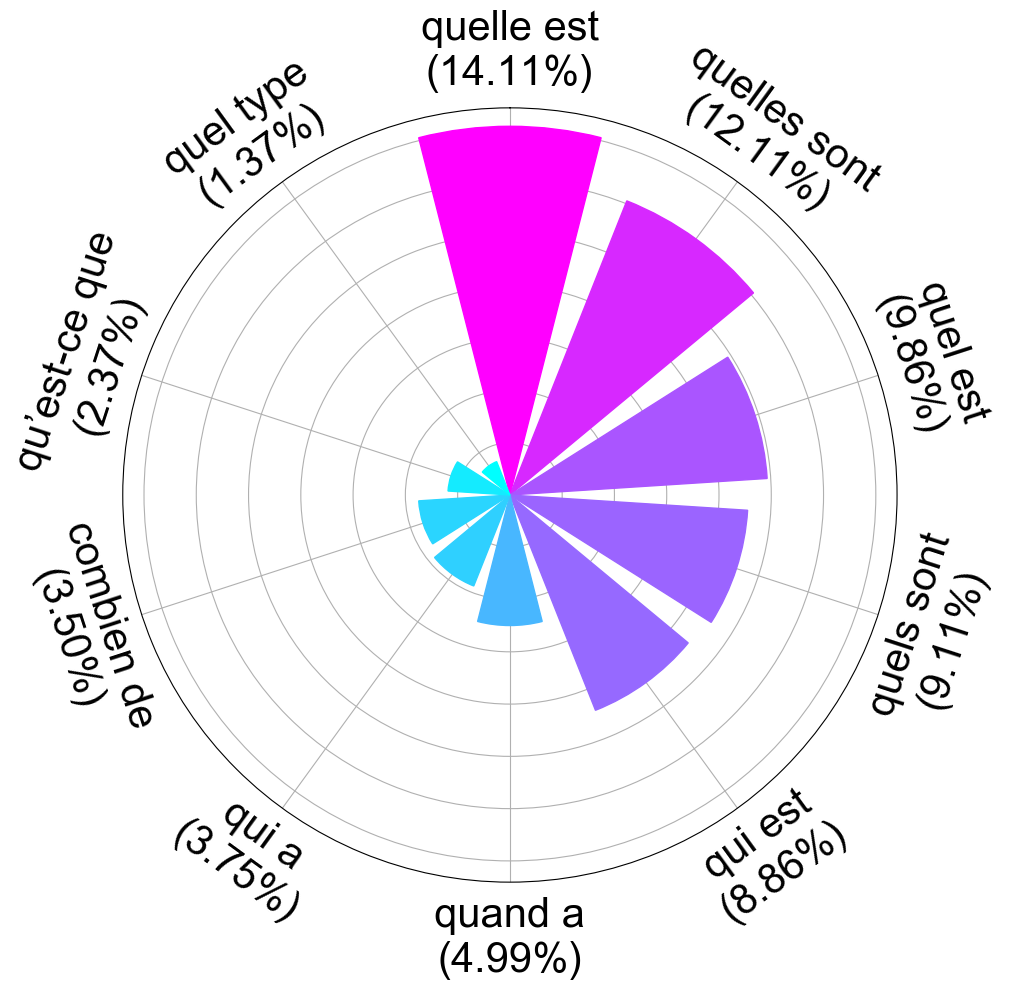 quelle est
(14.11%)
quelles sont
(12.11%)
quel est
(9.86%)
quels sont
(9.11%)
qui est
(8.86%)
quand a
(4.99%)
qui a
(3.75%)
combien de
(3.50%)
qu’est-ce que
(2.37%)
quel type
(1.37%)